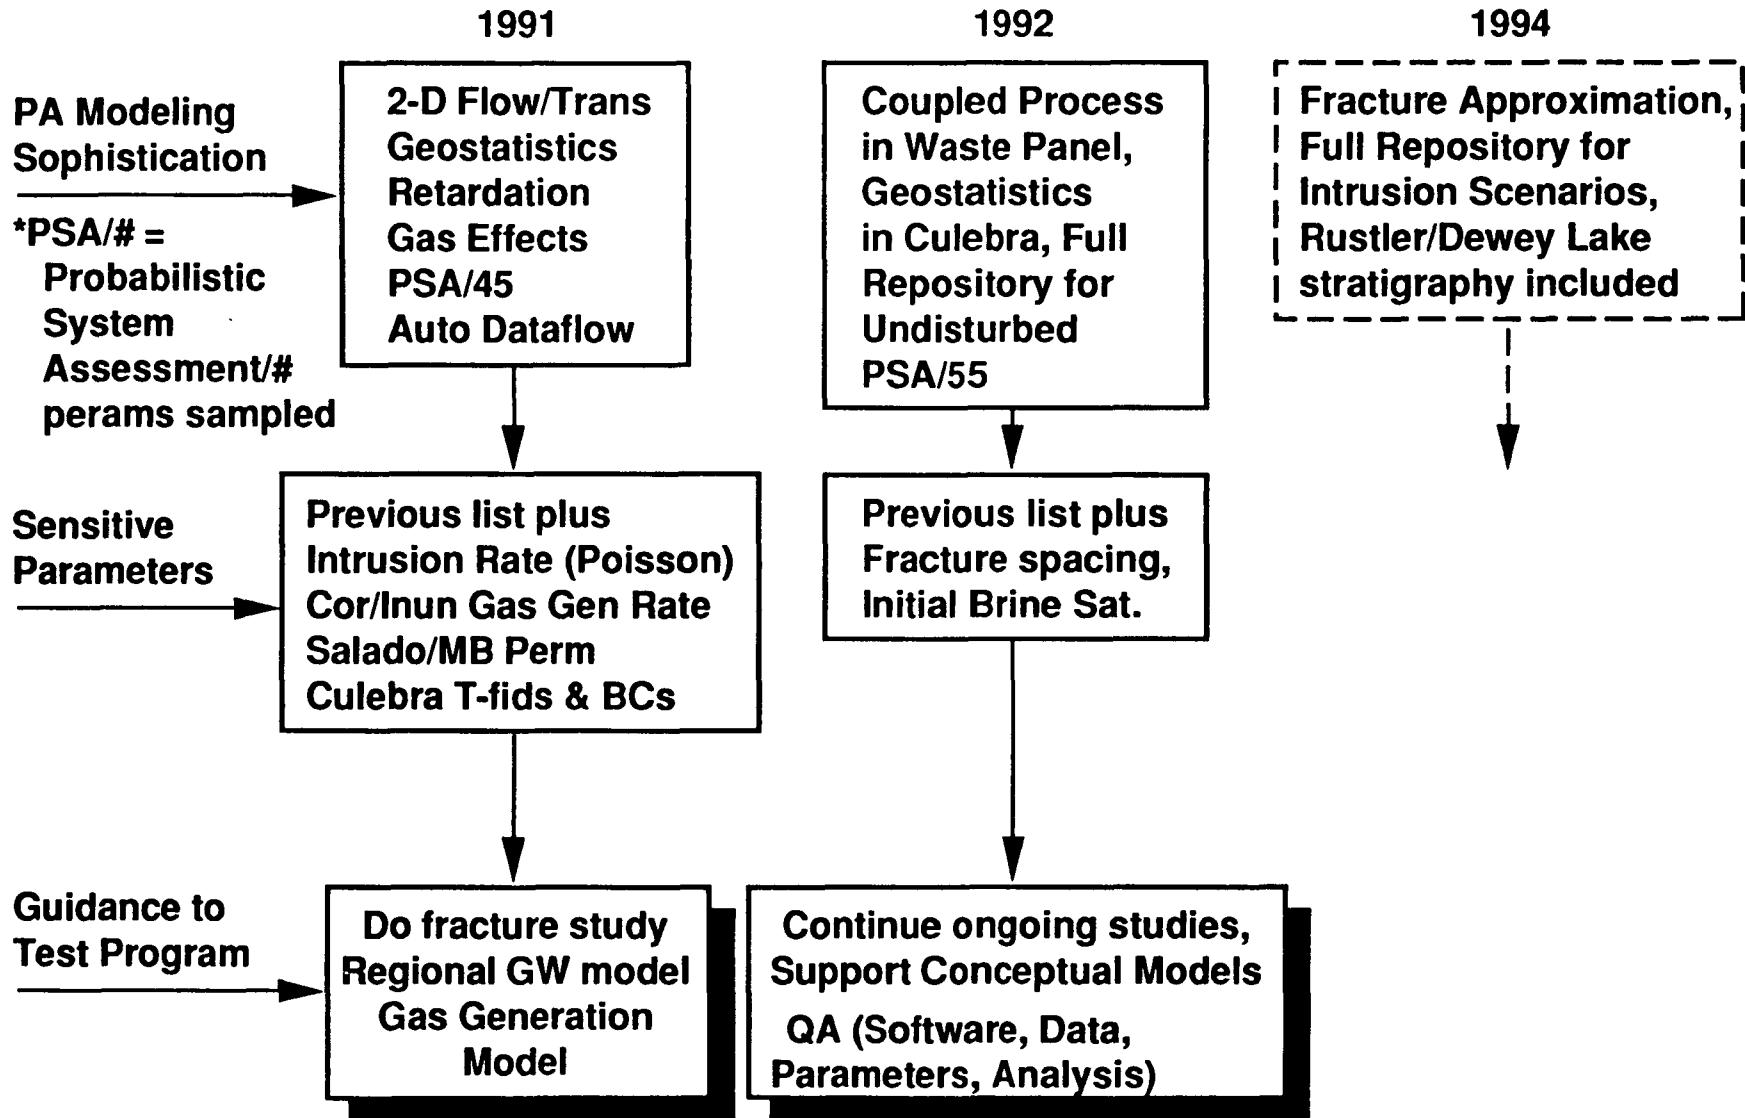 1991
1992
1994
PA Modeling
Sophistication
*PSA/# =
Probabilistic
System
Assessment/#
perams sampled
2-D Flow/Trans
Geostatistics
Retardation
Gas Effects
PSA/45
Auto Dataflow
Coupled Process
in Waste Panel,
Geostatistics
in Culebra, Full
Repository for
Undisturbed
PSA/55
Fracture Approximation,
Full Repository for
Intrusion Scenarios,
Rustler/Dewey Lake
stratigraphy included
Sensitive
Parameters
Previous list plus
Intrusion Rate (Poisson)
Cor/Inun Gas Gen Rate
Salado/MB Perm
Culebra T-fids & BCs
Previous list plus
Fracture spacing,
Initial Brine Sat.
Guidance to
Test Program
Do fracture study
Regional GW model
Gas Generation
Model
Continue ongoing studies,
Support Conceptual Models
QA (Software, Data,
Parameters, Analysis)